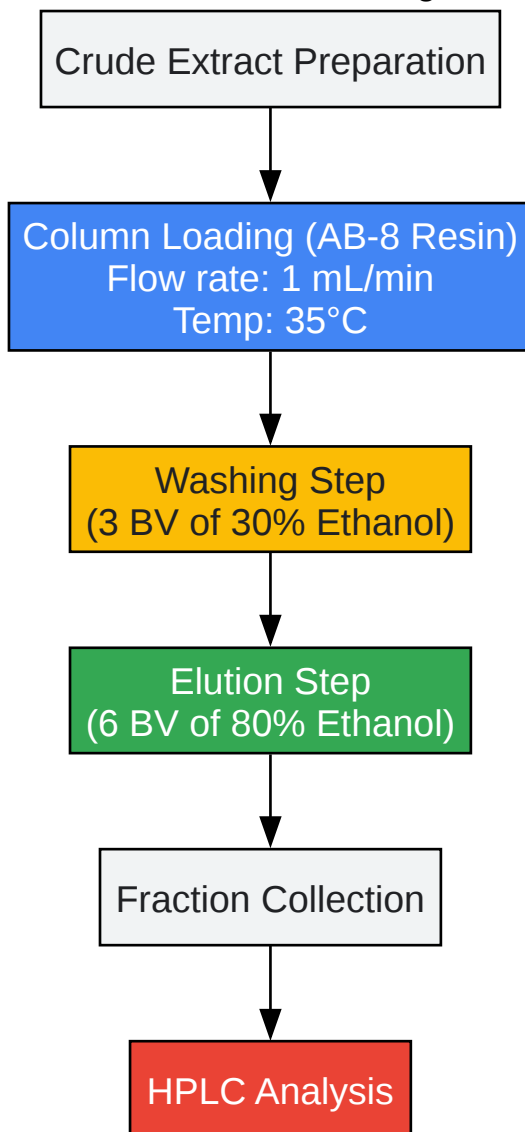 Crude Extract Preparation
Column Loading (AB-8 Resin)
Flow rate: 1 mL/min
Temp: 35°C
Washing Step
(3 BV of 30% Ethanol)
Elution Step
(6 BV of 80% Ethanol)
Fraction Collection
HPLC Analysis